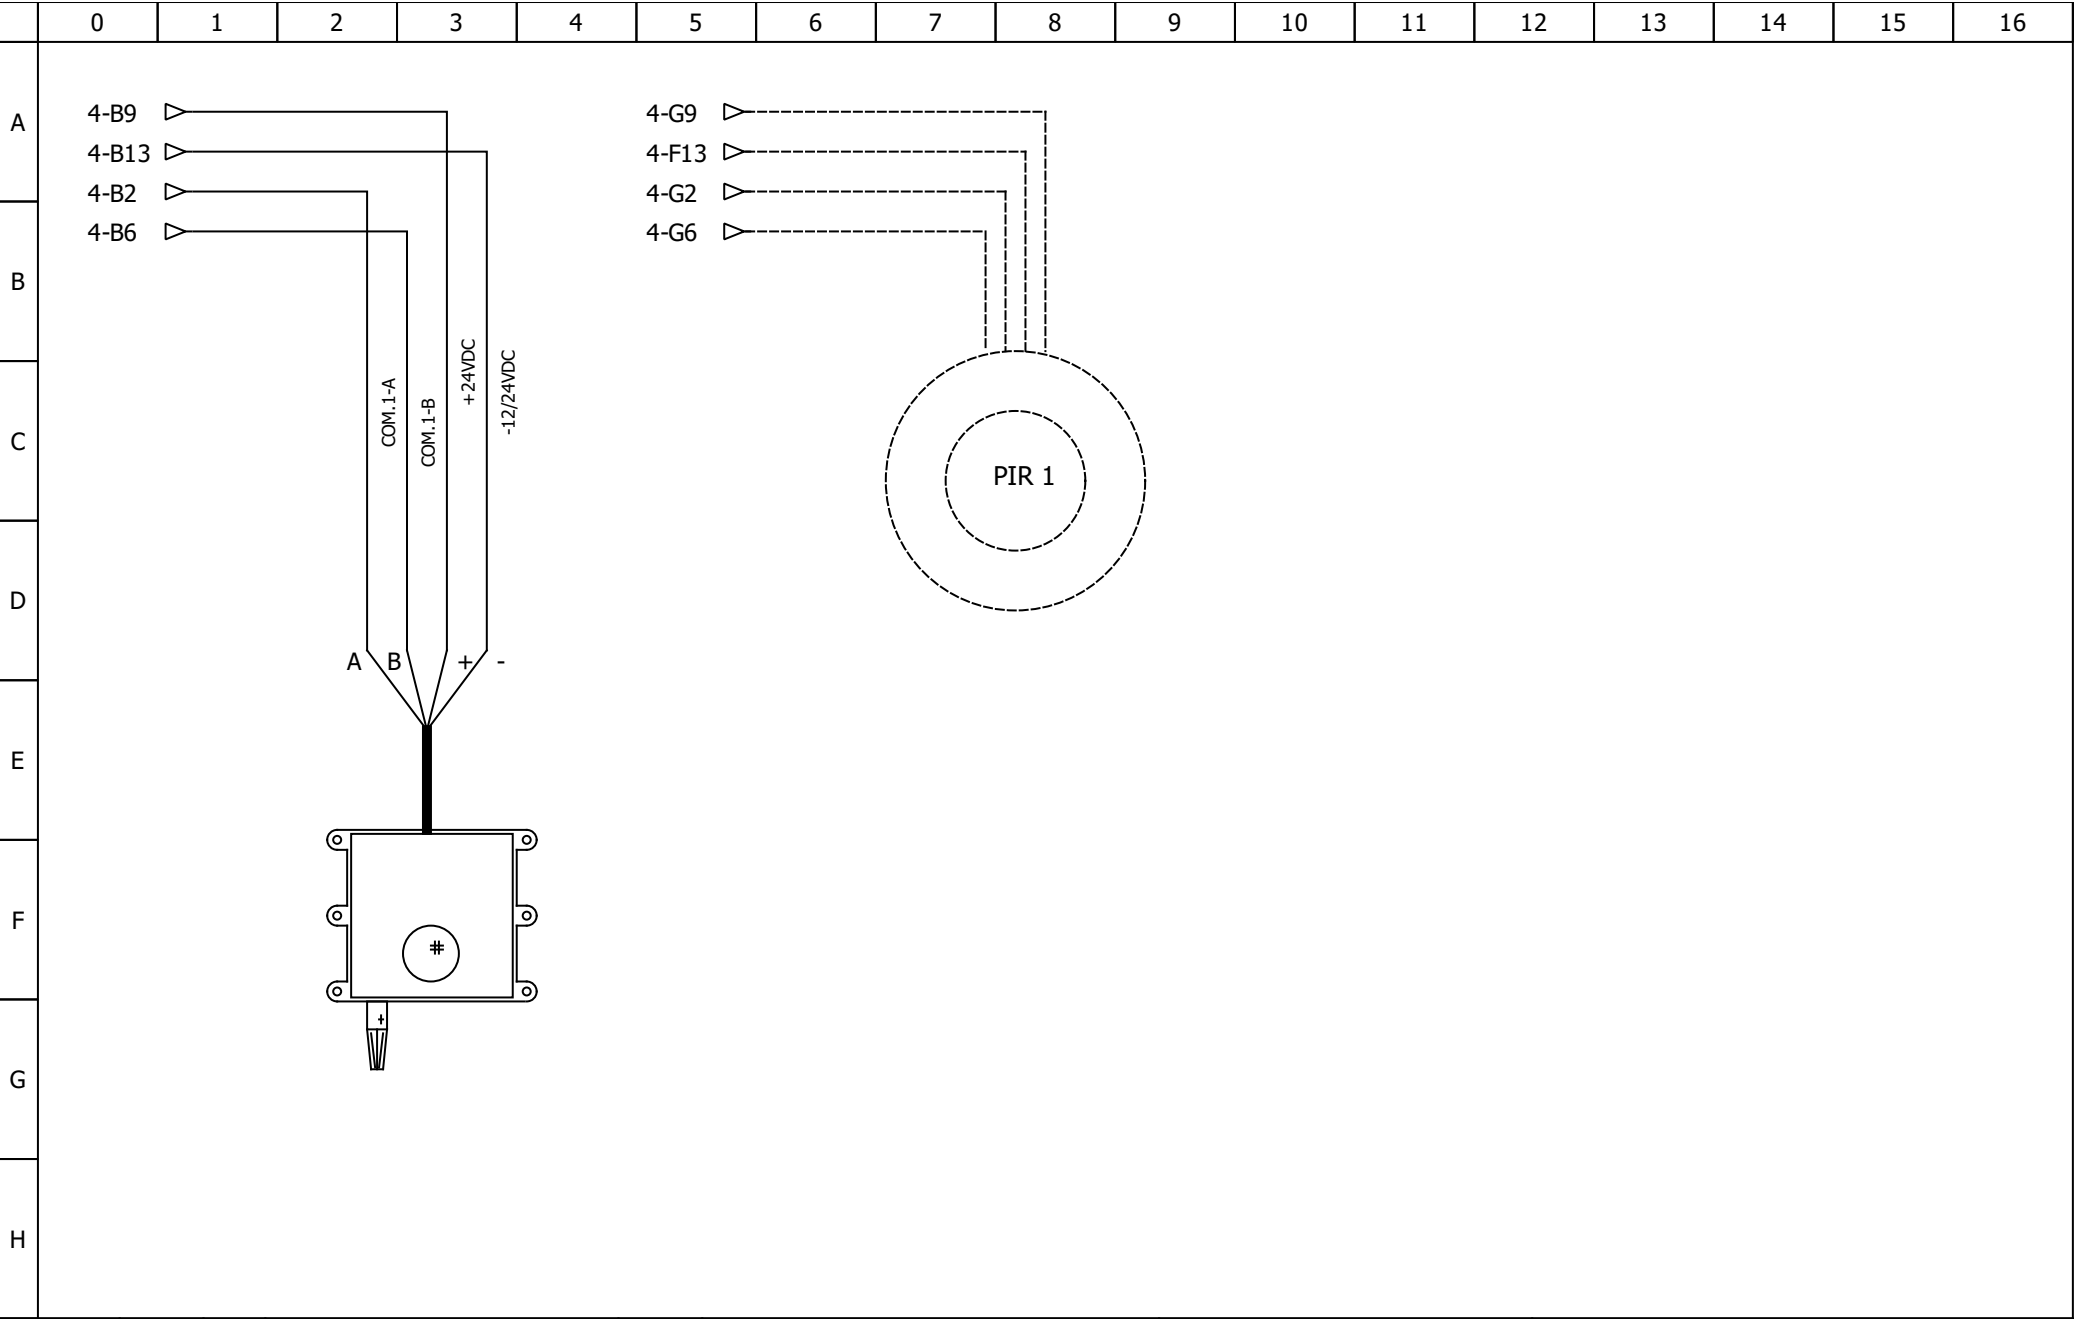 0 1 2 3 4 5 6 7 8 9 10 11 12 13 14 15 16
A
4-B9 4-G9
4-B13 4-F13
4-B2 4-G2
4-B6 4-G6
B
COM.1-A
COM.1-B
+24VDC
-12/24VDC
C
PIR 1
D
A B + -
E
F
#
+
G
H